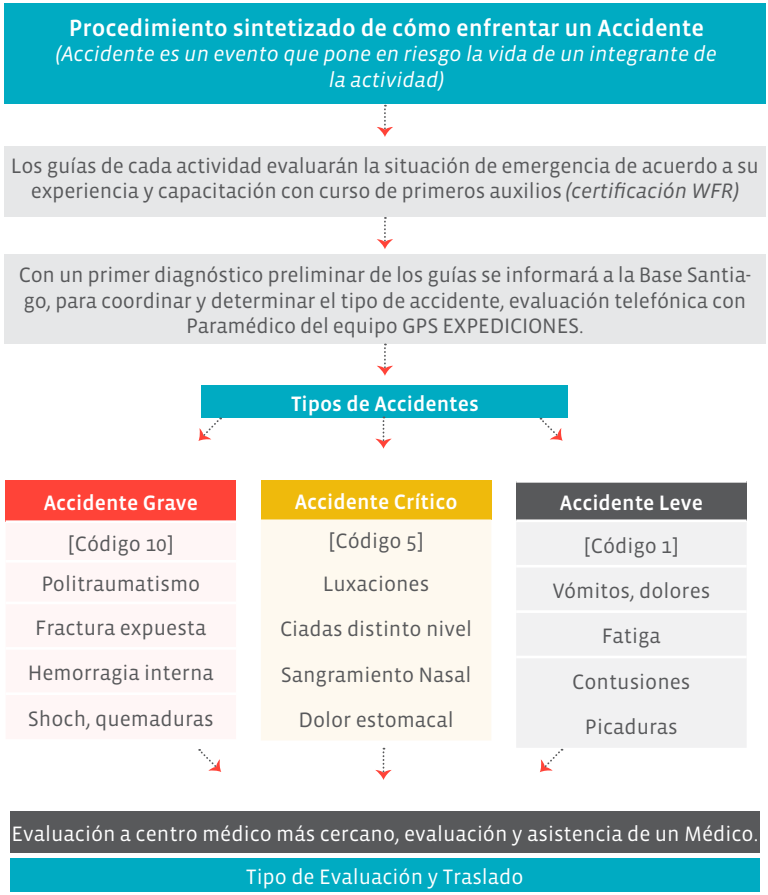 Procedimiento sintetizado de cómo enfrentar un Accidente
(Accidente es un evento que pone en riesgo la vida de un integrante de
la actividad)
Los guías de cada actividad evaluarán la situación de emergencia de acuerdo a su
experiencia y capacitación con curso de primeros auxilios (certificación WFR)
Con un primer diagnóstico preliminar de los guías se informará a la Base Santia-
go, para coordinar y determinar el tipo de accidente, evaluación telefónica con
Paramédico del equipo GPS EXPEDICIONES.
Tipos de Accidentes
Accidente Grave
[Código 10]
Politraumatismo
Fractura expuesta
Hemorragia interna
Shoch, quemaduras
Accidente Crítico
[Código 5]
Luxaciones
Ciadas distinto nivel
Sangramiento Nasal
Dolor estomacal
Accidente Leve
[Código 1]
Vómitos, dolores
Fatiga
Contusiones
Picaduras
Evaluación a centro médico más cercano, evaluación y asistencia de un Médico.
Tipo de Evaluación y Traslado